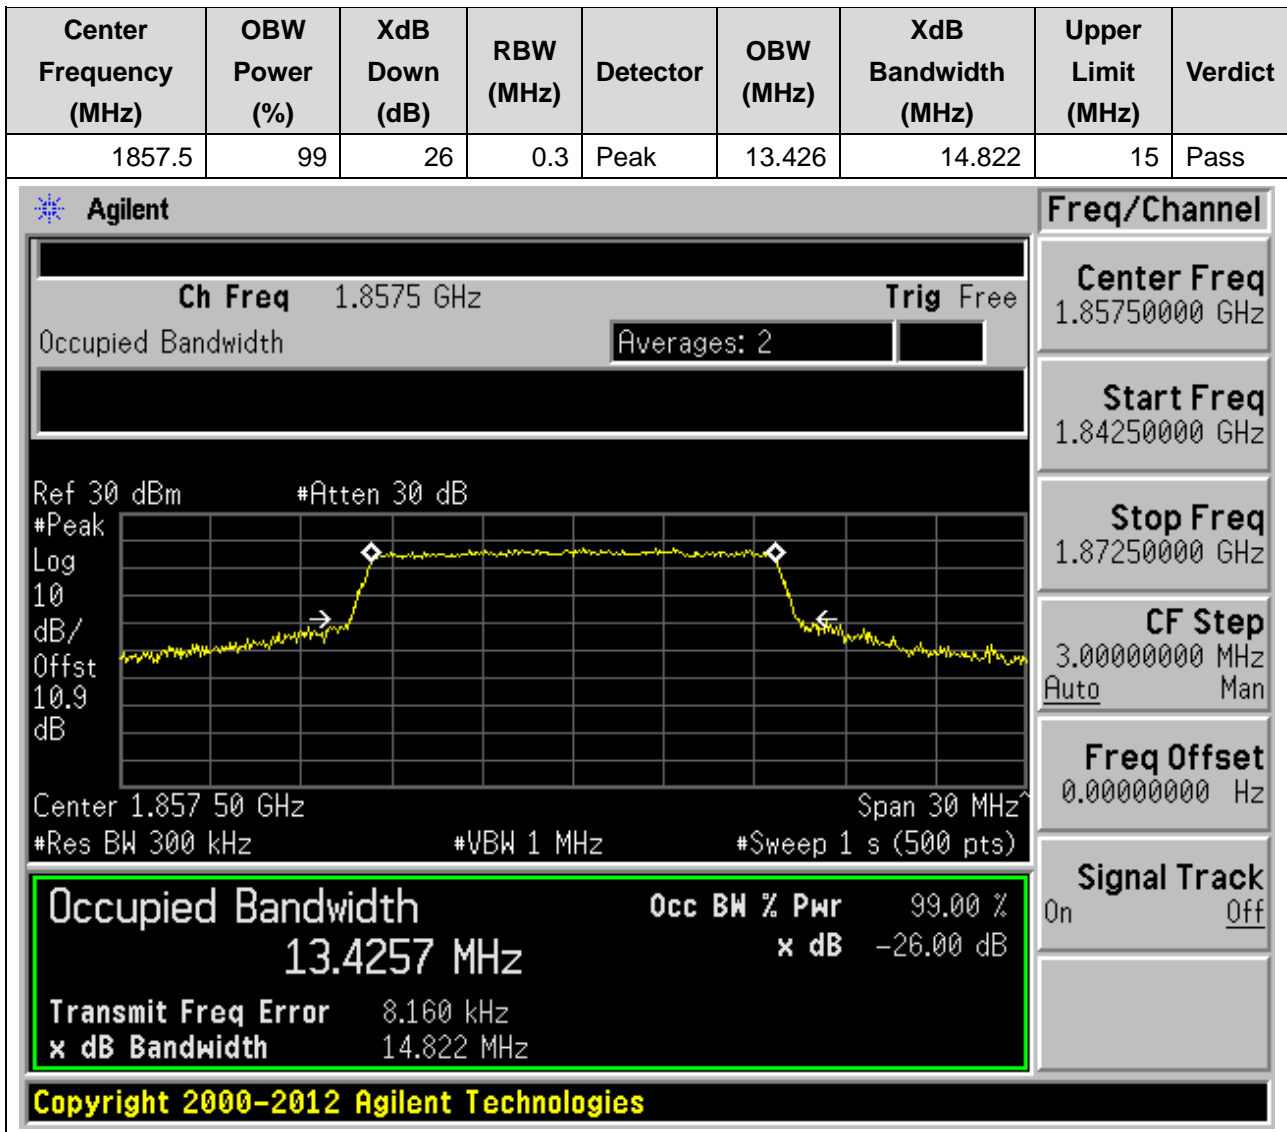 Center Frequency (MHz) OBW Power (%) XdB Down (dB) RBW (MHz) Detector OBW (MHz) XdB Bandwidth (MHz) Upper Limit (MHz) Verdict
1857.5 99 26 0.3 Peak 13.426 14.822 15 Pass
Agilent
Freq/Channel
Ch Freq 1.8575 GHz Trig Free
Occupied Bandwidth Averages: 2
Ref 30 dBm #Atten 30 dB
#Peak
Log
10
dB/
Offst
10.9
dB
Center 1.857 50 GHz Span 30 MHz^
#Res BW 300 kHz #VBW 1 MHz #Sweep 1 s (500 pts)
Occupied Bandwidth Occ BW % Pwr 99.00 %
13.4257 MHz x dB -26.00 dB
Transmit Freq Error 8.160 kHz
x dB Bandwidth 14.822 MHz
Center Freq
1.85750000 GHz
Start Freq
1.84250000 GHz
Stop Freq
1.87250000 GHz
CF Step
3.00000000 MHz
Auto Man
Freq Offset
0.00000000 Hz
Signal Track
On Off
Copyright 2000-2012 Agilent Technologies